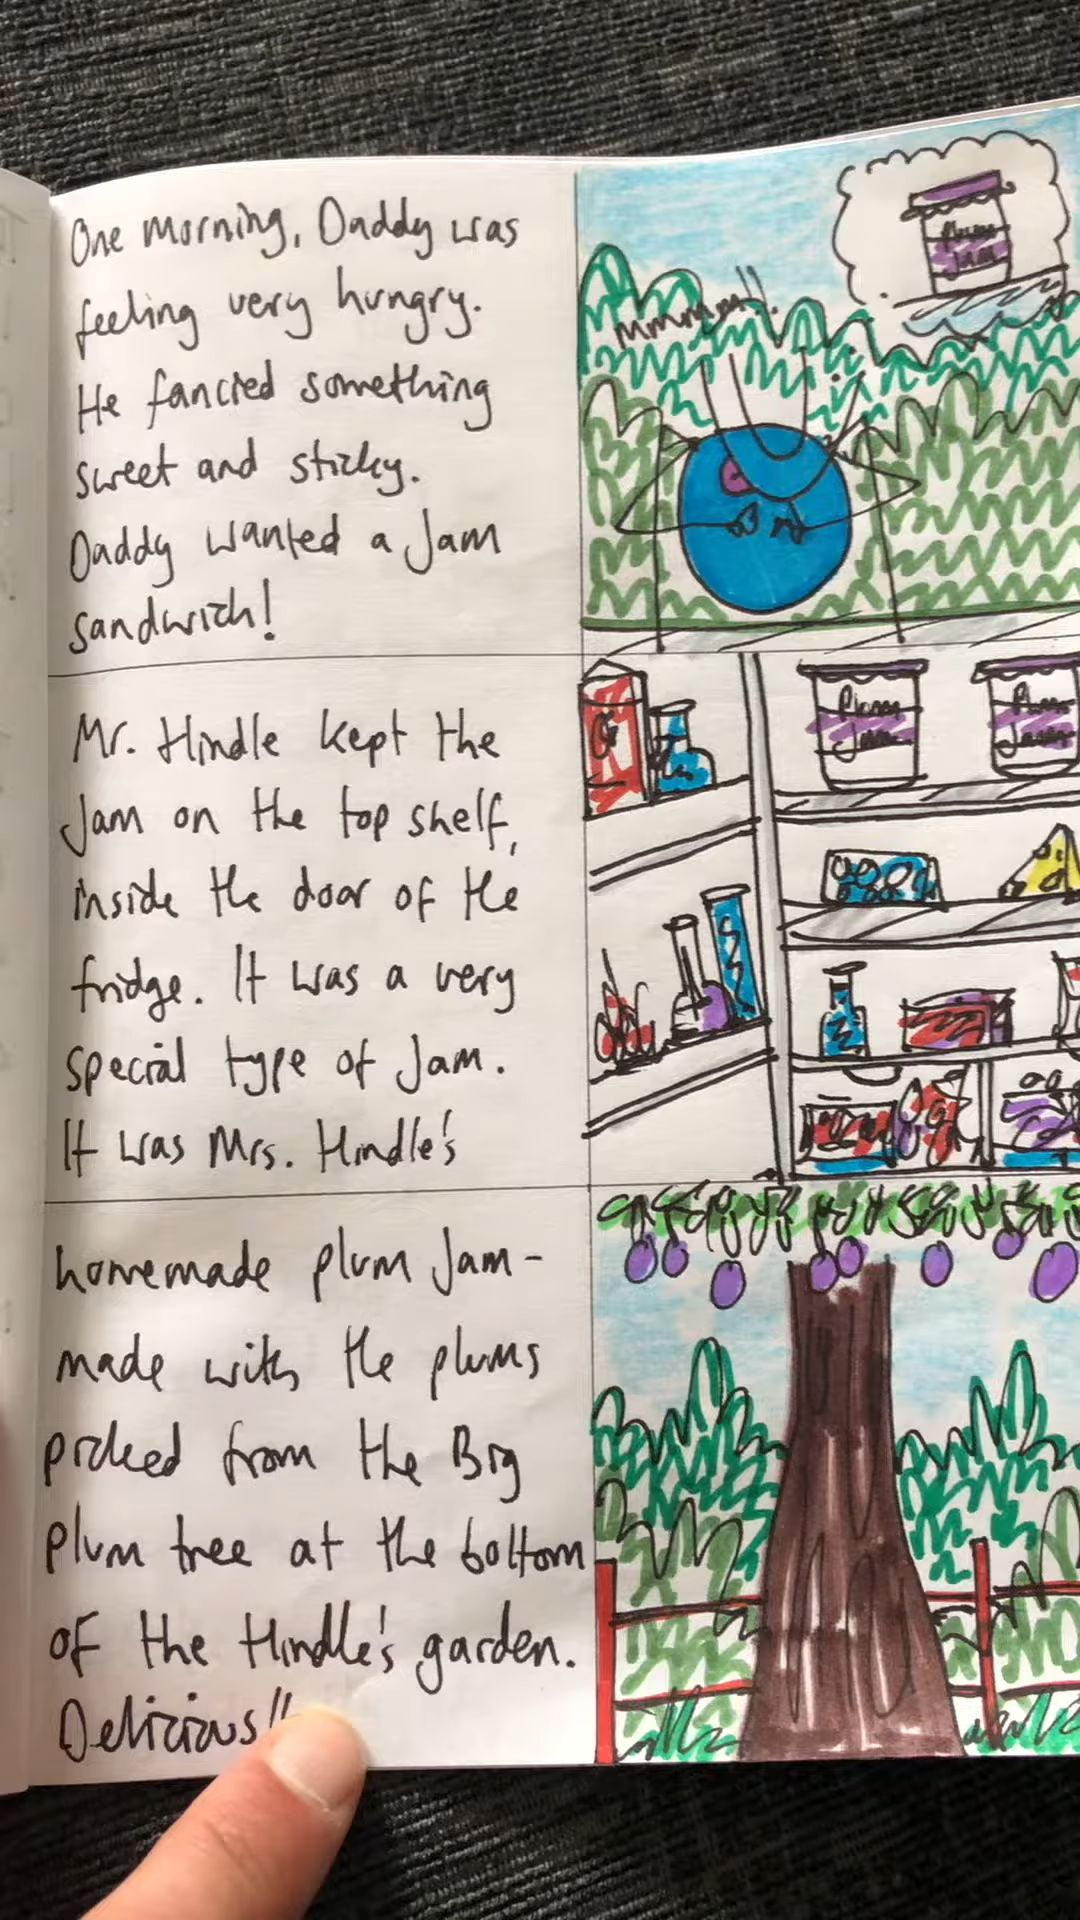 One morning, Daddy was
feeling very hungry.
He fancied something
sweet and sticky.
Daddy wanted a Jam
sandwich!
Mmmmm!!
Plum
Jam
Mr. Hindle kept the
Jam on the top shelf,
inside the door of the
fridge. It was a very
special type of Jam.
It was Mrs. Hindle's
Plum
Jam
Plum
Jam
homemade plum Jam-
made with the plums
picked from the Big
plum tree at the bottom
of the Hindle's garden.
Delicious!!